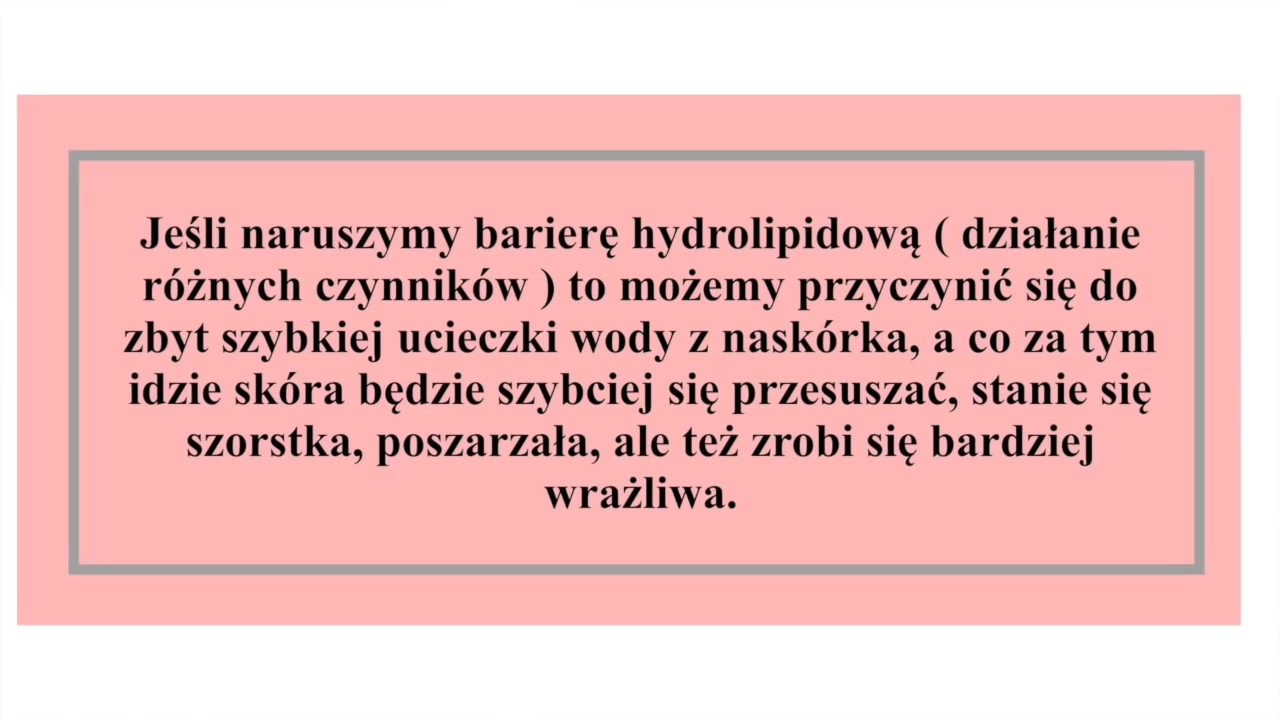 Jeśli naruszymy barierę hydrolipidową ( działanie
różnych czynników ) to możemy przyczynić się do
zbyt szybkiej ucieczki wody z naskórka, a co za tym
idzie skóra będzie szybciej się przesuszać, stanie się
szorstka, poszarzała, ale też zrobi się bardziej
wrażliwa.